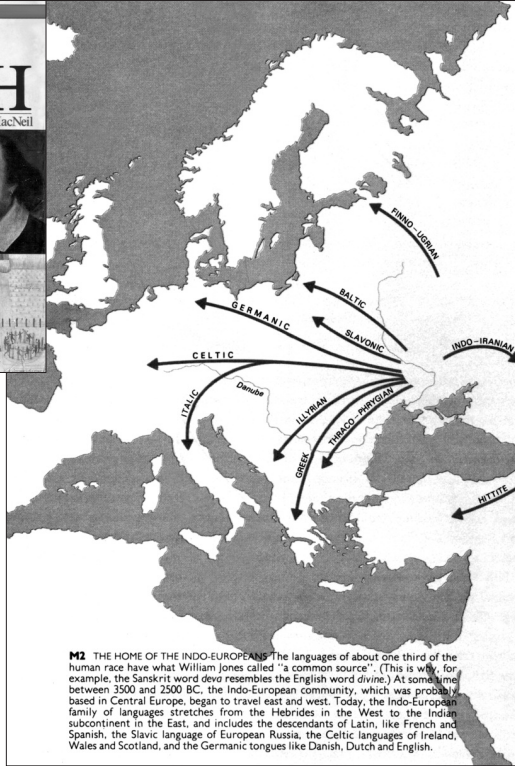 H
MacNeil
FINNO-UGRIAN
BALTIC
GERMANIC
SLAVONIC
INDO-IRANIAN
CELTIC
ITALIC
Danube
ILLYRIAN
THRACO-PHRYGIAN
GREEK
HITTITE
M2 THE HOME OF THE INDO-EUROPEANS The languages of about one third of the
human race have what William Jones called "a common source". (This is why, for
example, the Sanskrit word deva resembles the English word divine.) At some time
between 3500 and 2500 BC, the Indo-European community, which was probably
based in Central Europe, began to travel east and west. Today, the Indo-European
family of languages stretches from the Hebrides in the West to the Indian
subcontinent in the East, and includes the descendants of Latin, like French and
Spanish, the Slavic language of European Russia, the Celtic languages of Ireland,
Wales and Scotland, and the Germanic tongues like Danish, Dutch and English.